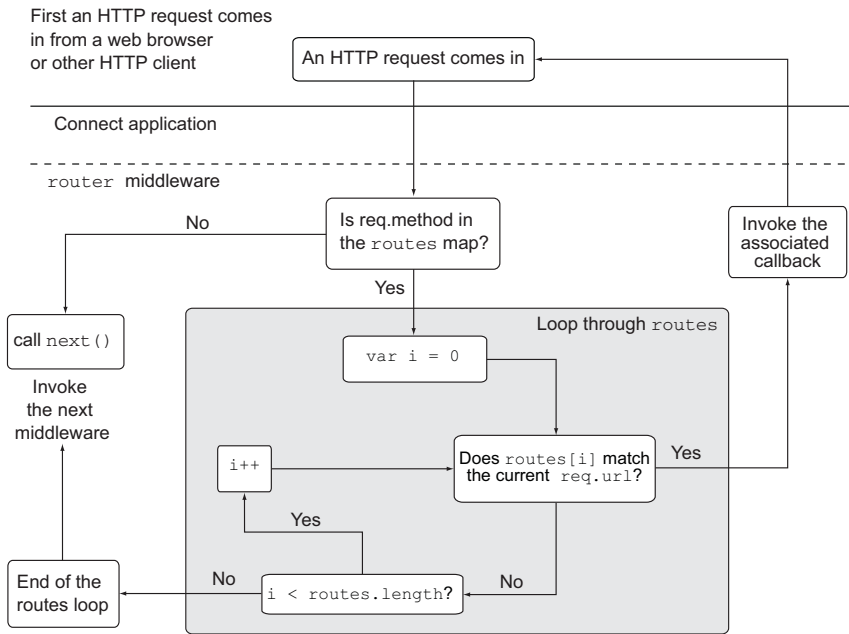 First an HTTP request comes
in from a web browser
or other HTTP client
An HTTP request comes in
Connect application
router middleware
No
Is req.method in
the routes map?
Invoke the
associated
callback
Yes
Loop through routes
call next()
var i = 0
Invoke
the next
middleware
i++
Does routes[i] match
the current req.url?
Yes
Yes
No
End of the
routes loop
No
i < routes.length?